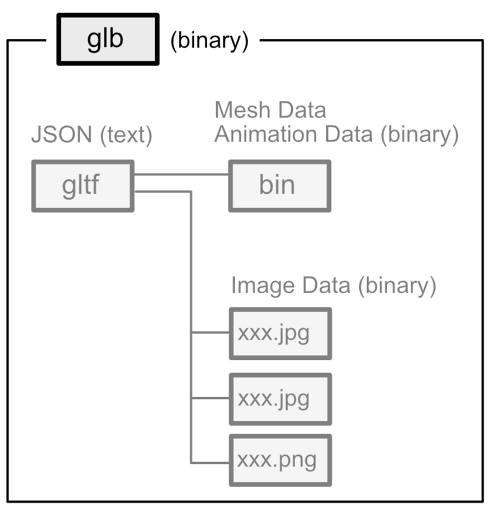 glb (binary)
Mesh Data
Animation Data (binary)
JSON (text)
gltf
bin
Image Data (binary)
xxx.jpg
xxx.jpg
xxx.png